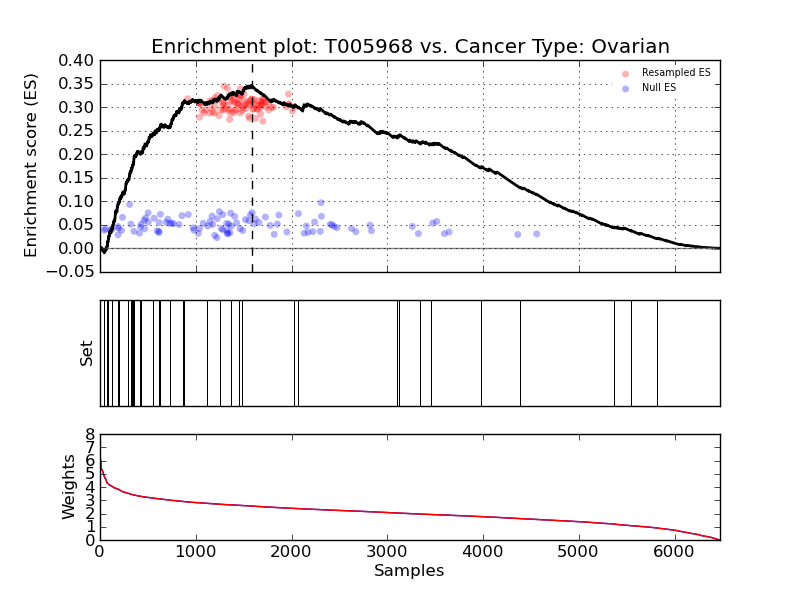 Enrichment plot: T005968 vs. Cancer Type: Ovarian
Enrichment score (ES)
0.40
0.35
0.30
0.25
0.20
0.15
0.10
0.05
0.00
−0.05
Resampled ES
Null ES
Set
Weights
8
7
6
5
4
3
2
1
0
0 1000 2000 3000 4000 5000 6000
Samples